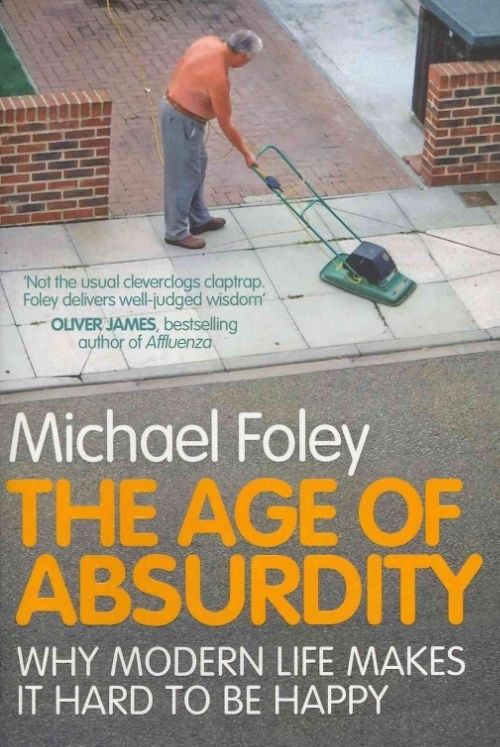 'Not the usual cleverclogs claptrap.
Foley delivers well-judged wisdom'
OLIVER JAMES, bestselling
author of Affluenza
Michael Foley
THE AGE OF
ABSURDITY
WHY MODERN LIFE MAKES
IT HARD TO BE HAPPY